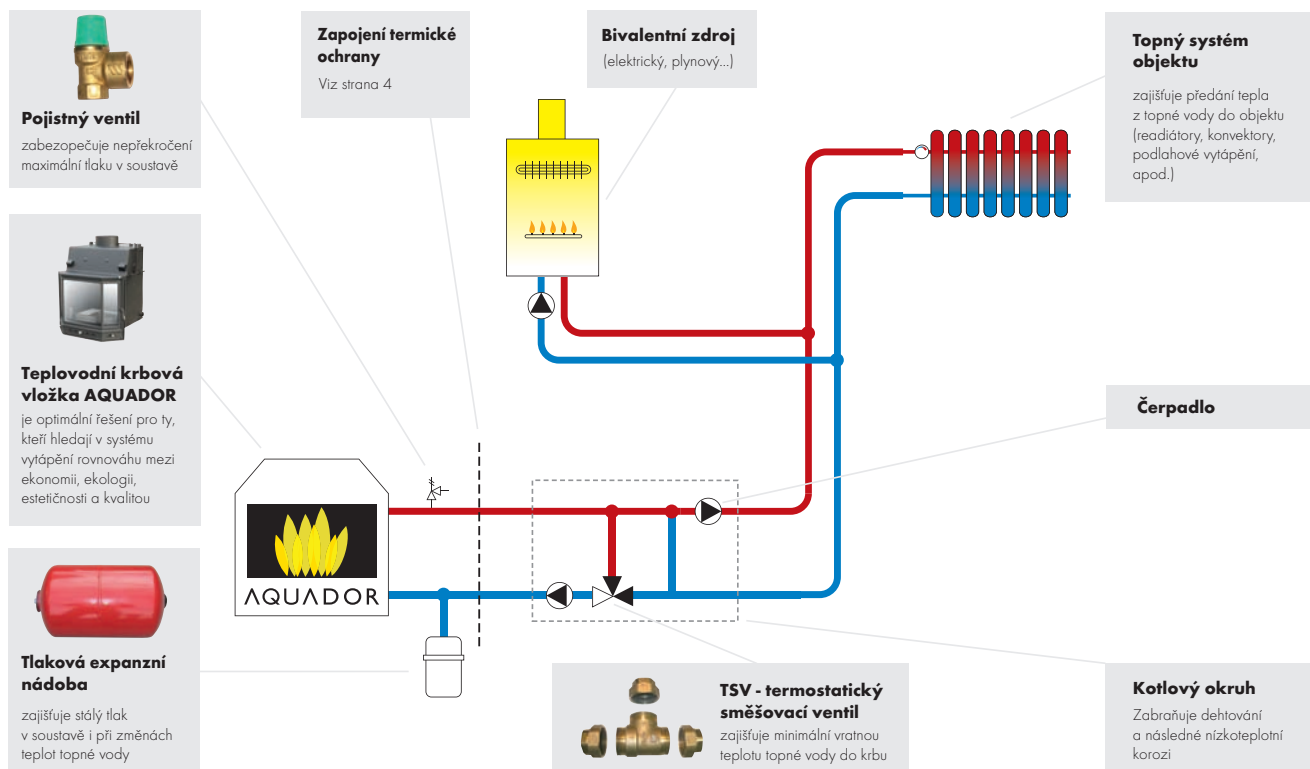 Pojistný ventil
zabezopečuje nepřekročení
maximální tlaku v soustavě
Teplovodní krbová
vložka AQUADOR
je optimální řešení pro ty,
kteří hledají v systému
vytápění rovnováhu mezi
ekonomii, ekologii,
estetičnosti a kvalitou
Tlaková expanzní
nádoba
zajišťuje stálý tlak
v soustavě i při změnách
teplot topné vody
Zapojení termické
ochrany
Viz strana 4
Bivalentní zdroj
(elektrický, plynový...)
Topný systém
objektu
zajišťuje předání tepla
z topné vody do objektu
(readiátory, konvektory,
podlahové vytápění,
apod.)
Čerpadlo
AQUADOR
TSV - termostatický
směšovací ventil
zajišťuje minimální vratnou
teplotu topné vody do krbu
Kotlový okruh
Zabraňuje dehtování
a následné nízkoteplotní
korozi